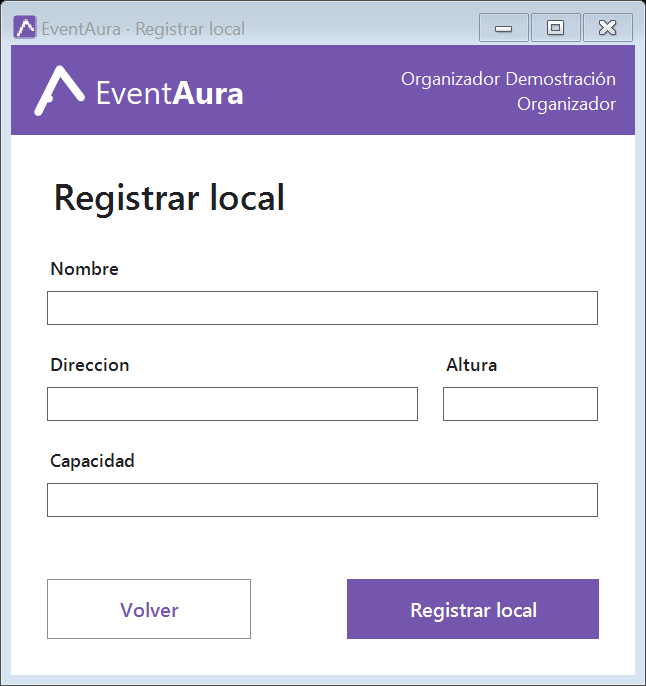 EventAura · Registrar local
EventAura
Organizador Demostración
Organizador
Registrar local
Nombre
Direccion
Altura
Capacidad
Volver
Registrar local